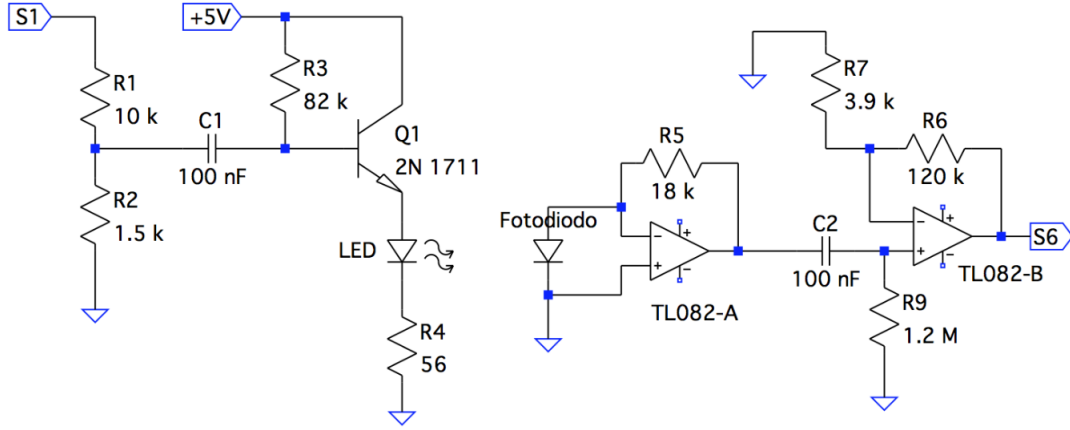 S1
+5V
R1
10 k
R3
82 k
C1
100 nF
Q1
2N 1711
R2
1.5 k
LED
R4
56
R5
18 k
Fotodiodo
TL082-A
C2
100 nF
R7
3.9 k
R6
120 k
S6
TL082-B
R9
1.2 M